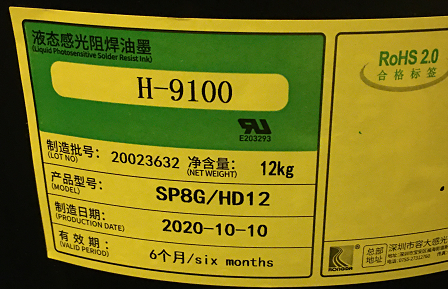 液态感光阻焊油墨
(Liquid Photosensitive Solder Resist Ink)
H-9100
E203293
制造批号: 20023632 净含量: 12kg
(LOT NO) (NET WEIGHT)
产品型号: SP8G/HD12
(MODEL)
制造日期: 2020-10-10
(PRODUCTION DATE)
有效期: 6个月/six months
(VALID PERIOD)
RoHS 2.0
合格标签
RONGDA
总部
地址
深圳市容大感光